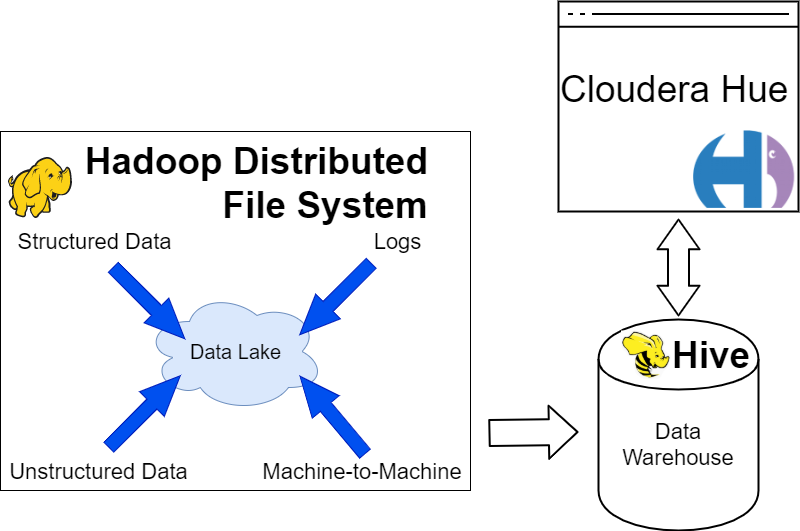 Cloudera Hue
Hadoop Distributed
File System
Structured Data
Logs
Data Lake
Unstructured Data
Machine-to-Machine
Hive
Data
Warehouse